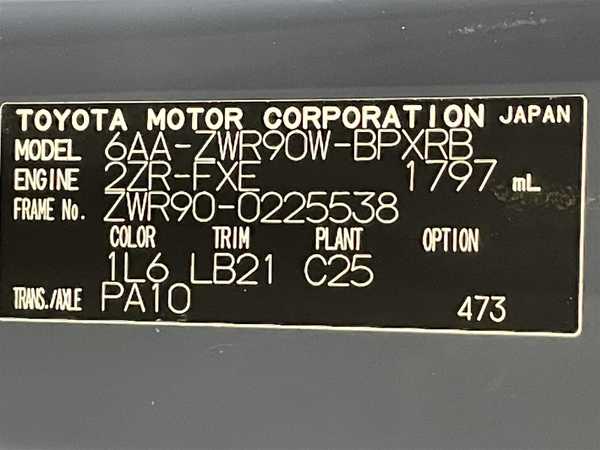 TOYOTA MOTOR CORPORATION JAPAN
MODEL 6AA-ZWR90W-BPXRB
ENGINE 2ZR-FXE 1797 mL
FRAME No. ZWR90-0225538
COLOR TRIM PLANT OPTION
1L6 LB21 C25
TRANS./AXLE PA10 473